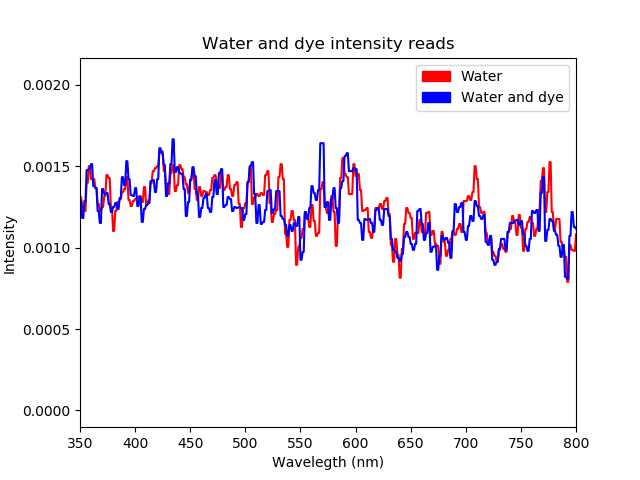 Water and dye intensity reads
Water
Water and dye
0.0020
0.0015
0.0010
0.0005
0.0000
Intensity
350 400 450 500 550 600 650 700 750 800
Wavelegth (nm)